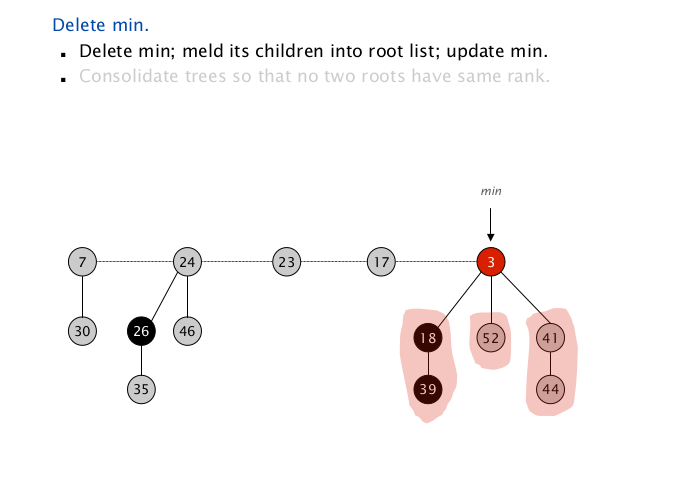 Delete min.
▪ Delete min; meld its children into root list; update min.
▪ Consolidate trees so that no two roots have same rank.
min
7 24 23 17 3
30 26 46 18 52 41
35 39 44